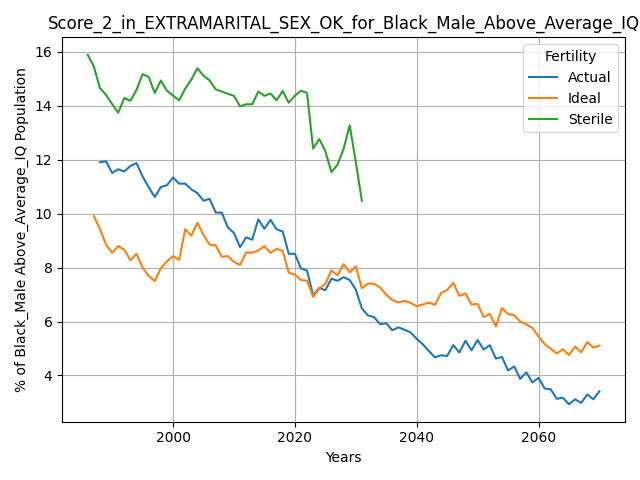 Score_2_in_EXTRAMARITAL_SEX_OK_for_Black_Male_Above_Average_IQ
% of Black_Male Above_Average_IQ Population
16
14
12
10
8
6
4
Fertility
Actual
Ideal
Sterile
2000
2020
2040
2060
Years